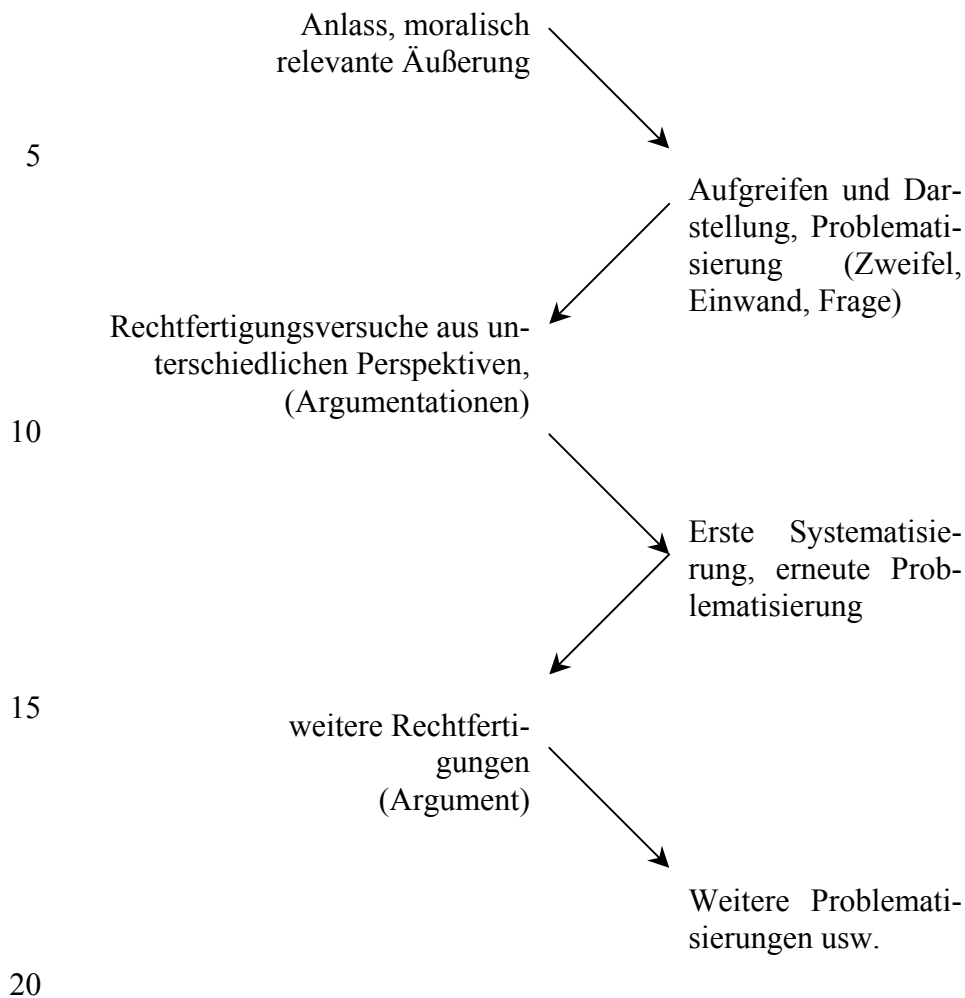 Anlass, moralisch
relevante Äußerung
5
Aufgreifen und Dar-
stellung, Problemati-
sierung (Zweifel,
Einwand, Frage)
Rechtfertigungsversuche aus un-
terschiedlichen Perspektiven,
(Argumentationen)
10
Erste Systematisie-
rung, erneute Prob-
lematisierung
15
weitere Rechtferti-
gungen
(Argument)
Weitere Problemati-
sierungen usw.
20